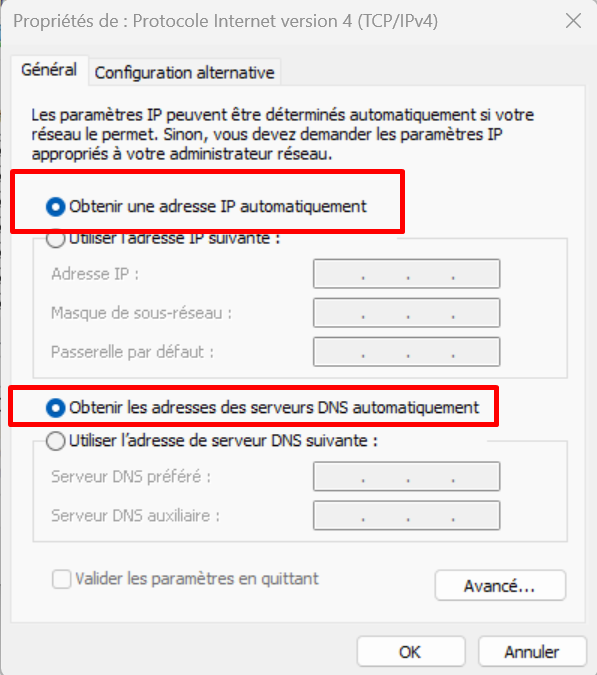 Propriétés de : Protocole Internet version 4 (TCP/IPv4)
Général
Configuration alternative
Les paramètres IP peuvent être déterminés automatiquement si votre
réseau le permet. Sinon, vous devez demander les paramètres IP
appropriés à votre administrateur réseau.
Obtenir une adresse IP automatiquement
Utiliser l'adresse IP suivante :
Adresse IP :
Masque de sous-réseau :
Passerelle par défaut :
Obtenir les adresses des serveurs DNS automatiquement
Utiliser l'adresse de serveur DNS suivante :
Serveur DNS préféré :
Serveur DNS auxiliaire :
Valider les paramètres en quittant
Avancé...
OK
Annuler